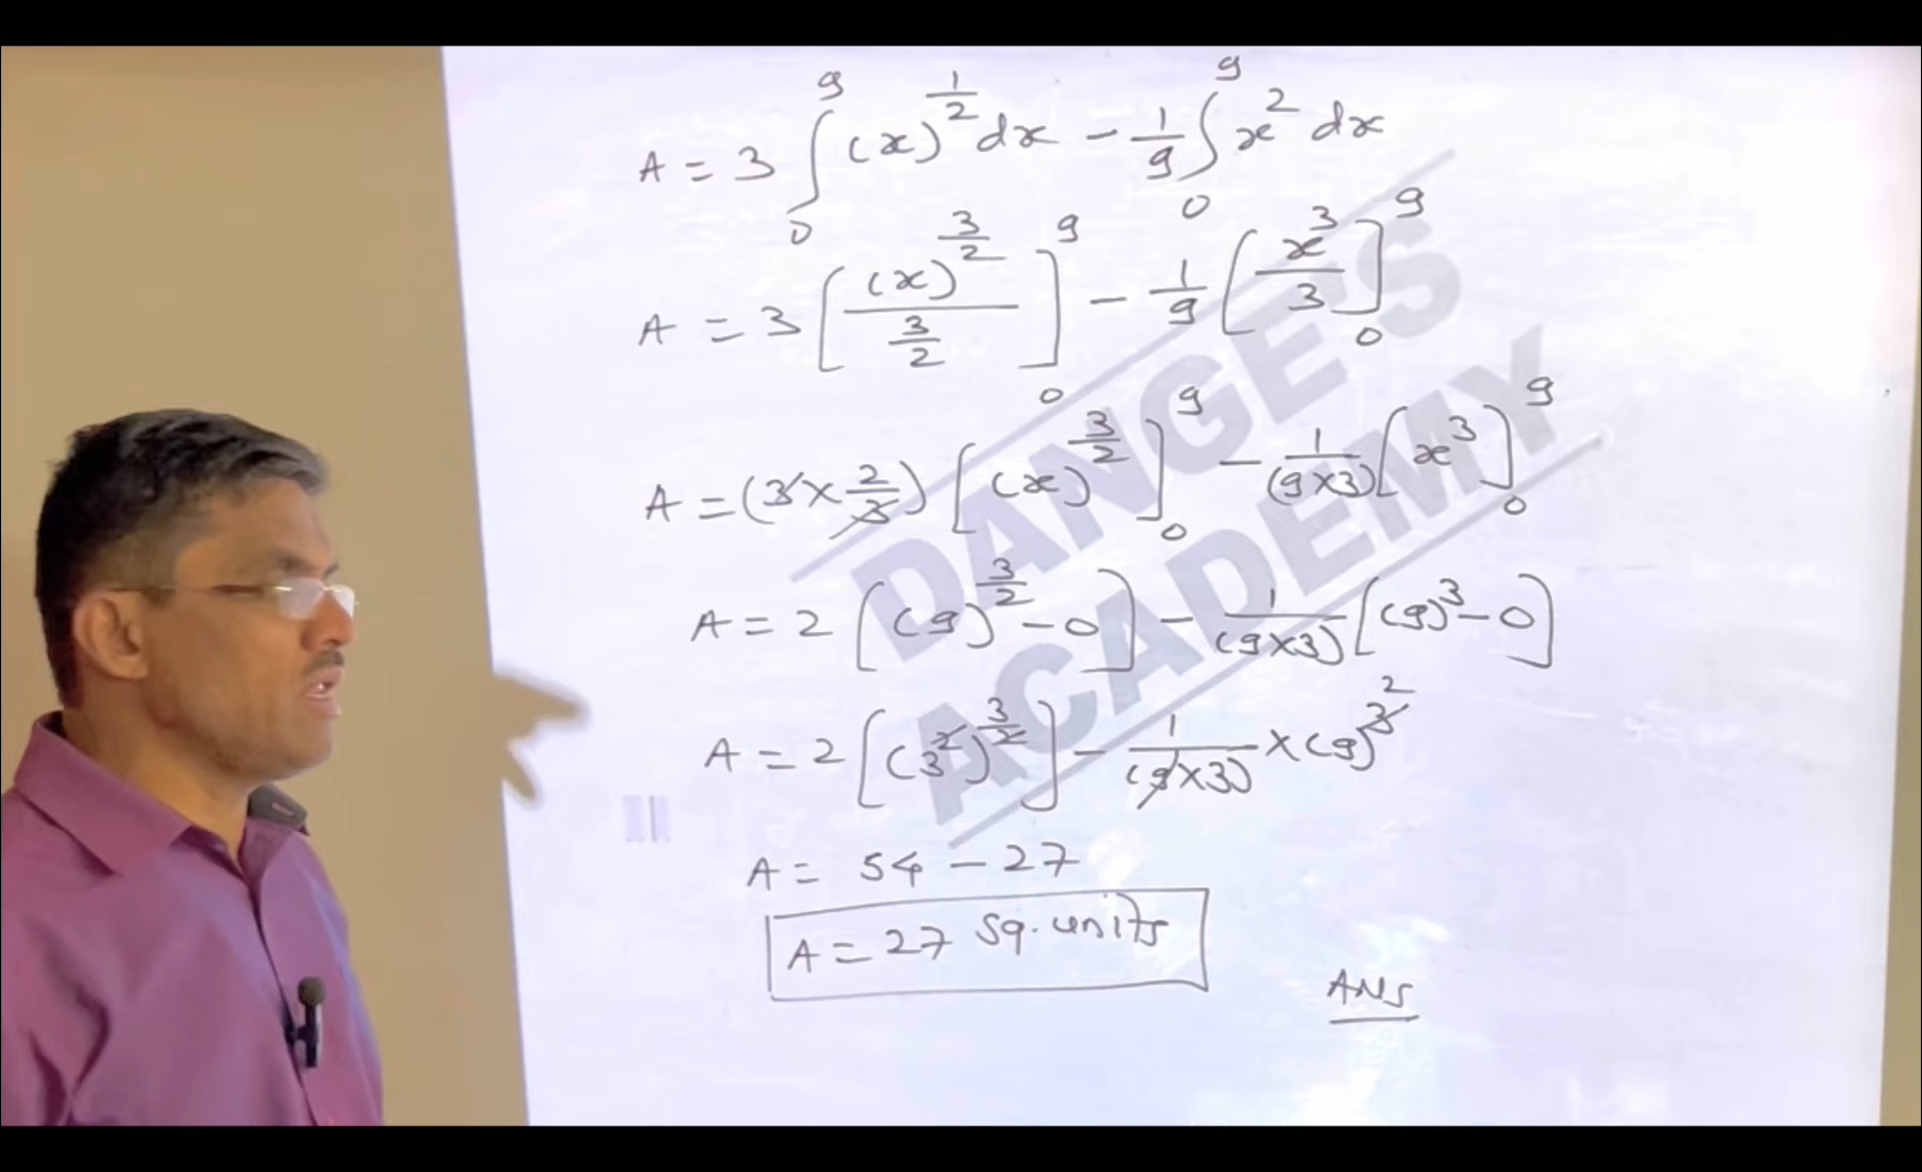 A = 3 ∫₀⁹ (x)^(1/2) dx − 1/9 ∫₀⁹ x² dx
A = 3 [ (x)^(3/2) / (3/2) ]₀⁹ − 1/9 [ x³/3 ]₀⁹
A = (3 × 2/3) [ (x)^(3/2) ]₀⁹ − 1/(9×3) [ x³ ]₀⁹
A = 2 [ (9)^(3/2) − 0 ] − 1/(9×3) [ (9)³ − 0 ]
A = 2 [ (3²)^(3/2) ] − 1/(9×3) × (9)^3 2
A = 54 − 27
A = 27 Sq. units
ANS
DANGE'S
ACADEMY